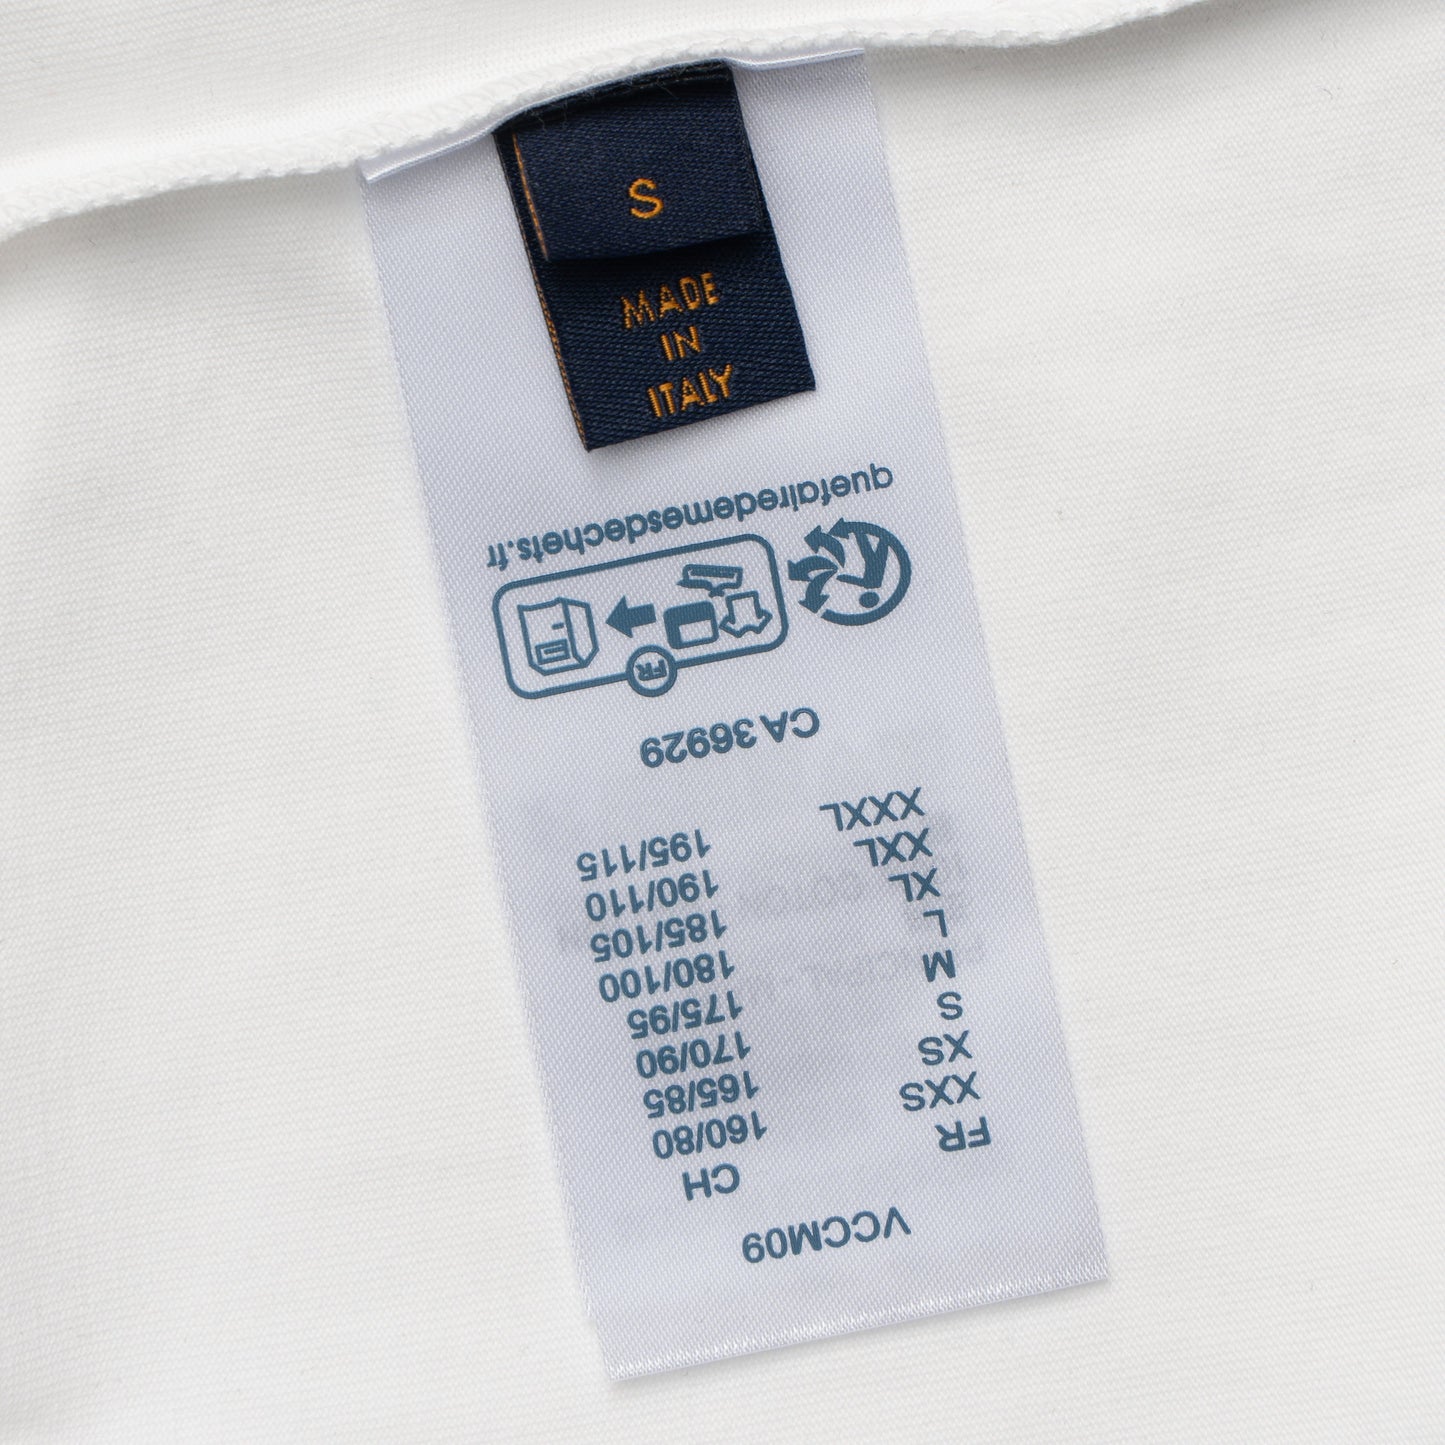 S
MADE
IN
ITALY
VCCM09
FR CH
XXS 160/80
XS 165/85
S 170/90
M 175/95
L 180/100
XL 185/105
XXL 190/110
XXXL 195/115
CA 36929
FR
quefairedemesdechets.fr